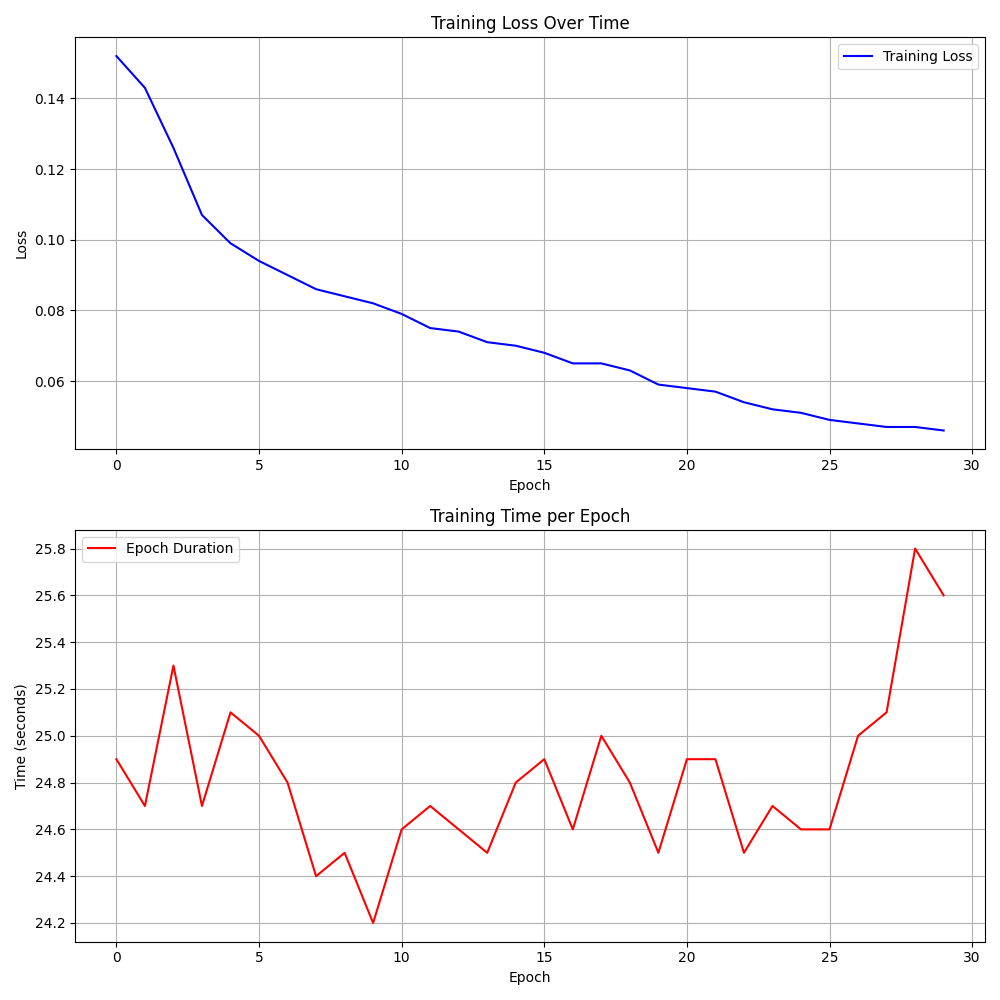 Training Loss Over Time
Training Loss
0.14
0.12
0.10
0.08
0.06
Loss
0 5 10 15 20 25 30
Epoch
Training Time per Epoch
Epoch Duration
25.8
25.6
25.4
25.2
25.0
24.8
24.6
24.4
24.2
Time (seconds)
0 5 10 15 20 25 30
Epoch